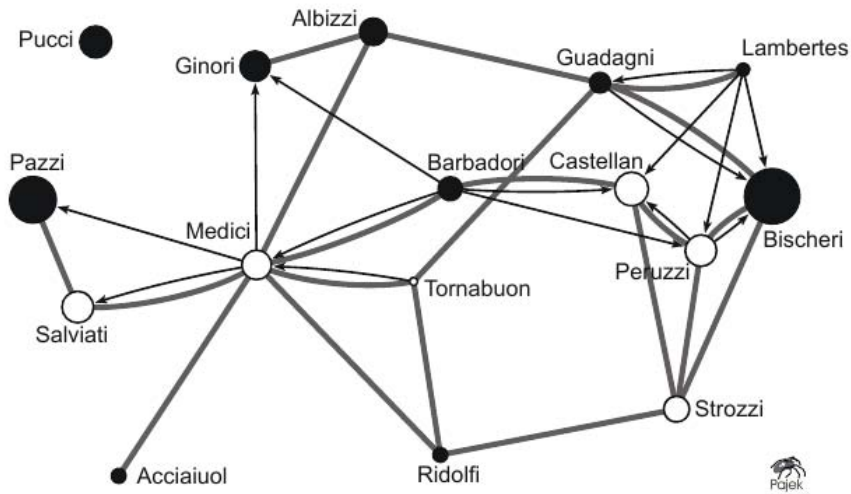 Albizzi
Pucci
Ginori
Guadagni
Lambertes
Pazzi
Barbadori
Castellan
Medici
Bischeri
Peruzzi
Tornabuon
Salviati
Strozzi
Acciaiuol
Ridolfi
Pajek